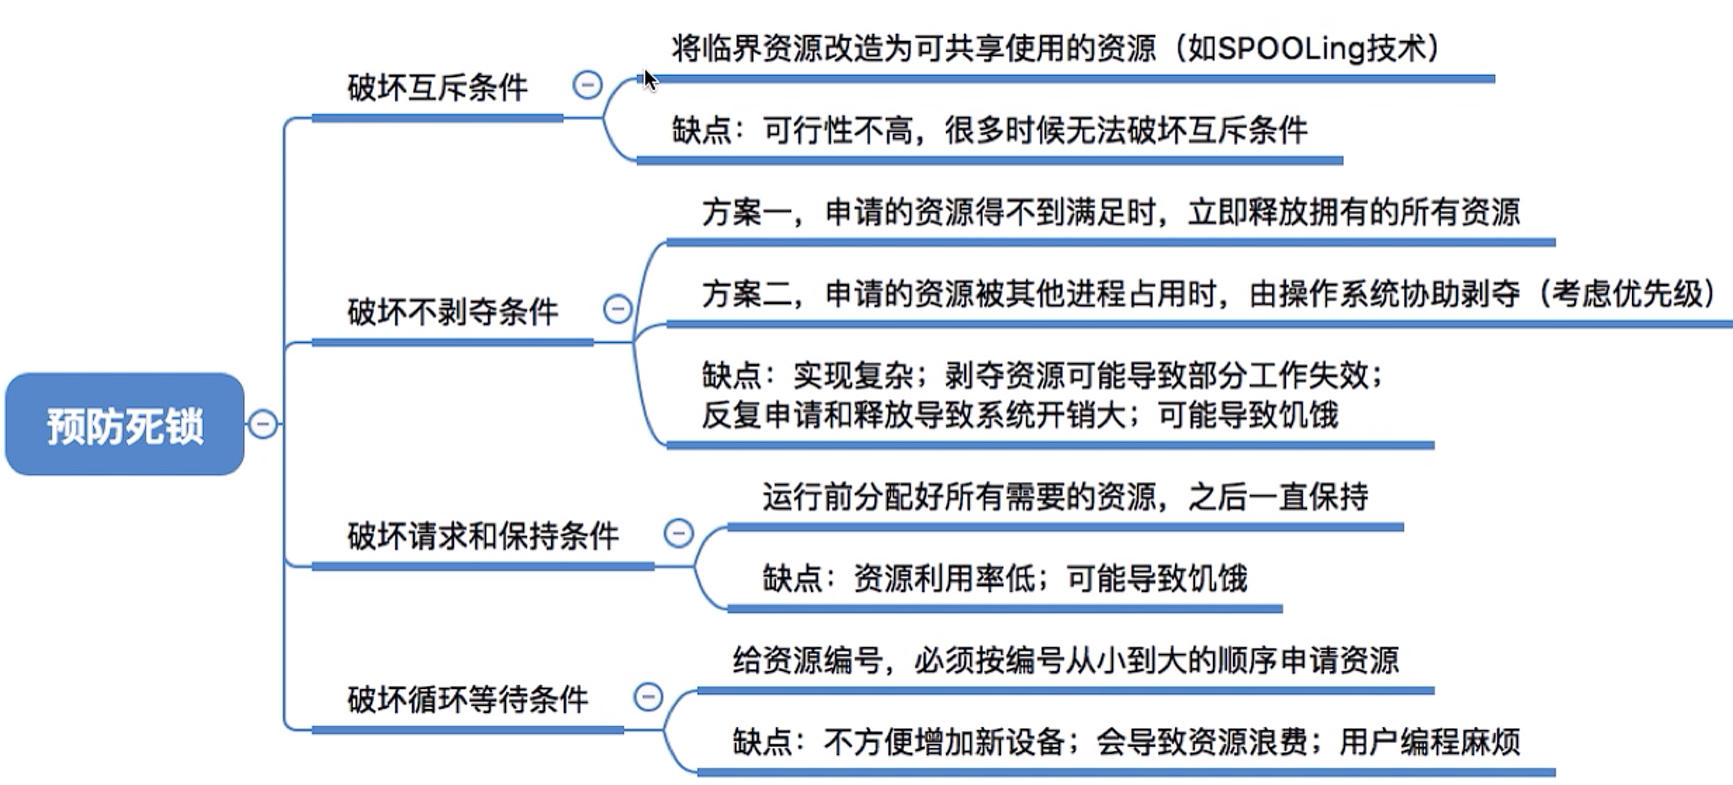 将临界资源改造为可共享使用的资源（如SPOOLing技术）
破坏互斥条件
缺点：可行性不高，很多时候无法破坏互斥条件
方案一，申请的资源得不到满足时，立即释放拥有的所有资源
方案二，申请的资源被其他进程占用时，由操作系统协助剥夺（考虑优先级）
破坏不剥夺条件
缺点：实现复杂；剥夺资源可能导致部分工作失效；
反复申请和释放导致系统开销大；可能导致饥饿
预防死锁
运行前分配好所有需要的资源，之后一直保持
破坏请求和保持条件
缺点：资源利用率低；可能导致饥饿
给资源编号，必须按编号从小到大的顺序申请资源
破坏循环等待条件
缺点：不方便增加新设备；会导致资源浪费；用户编程麻烦